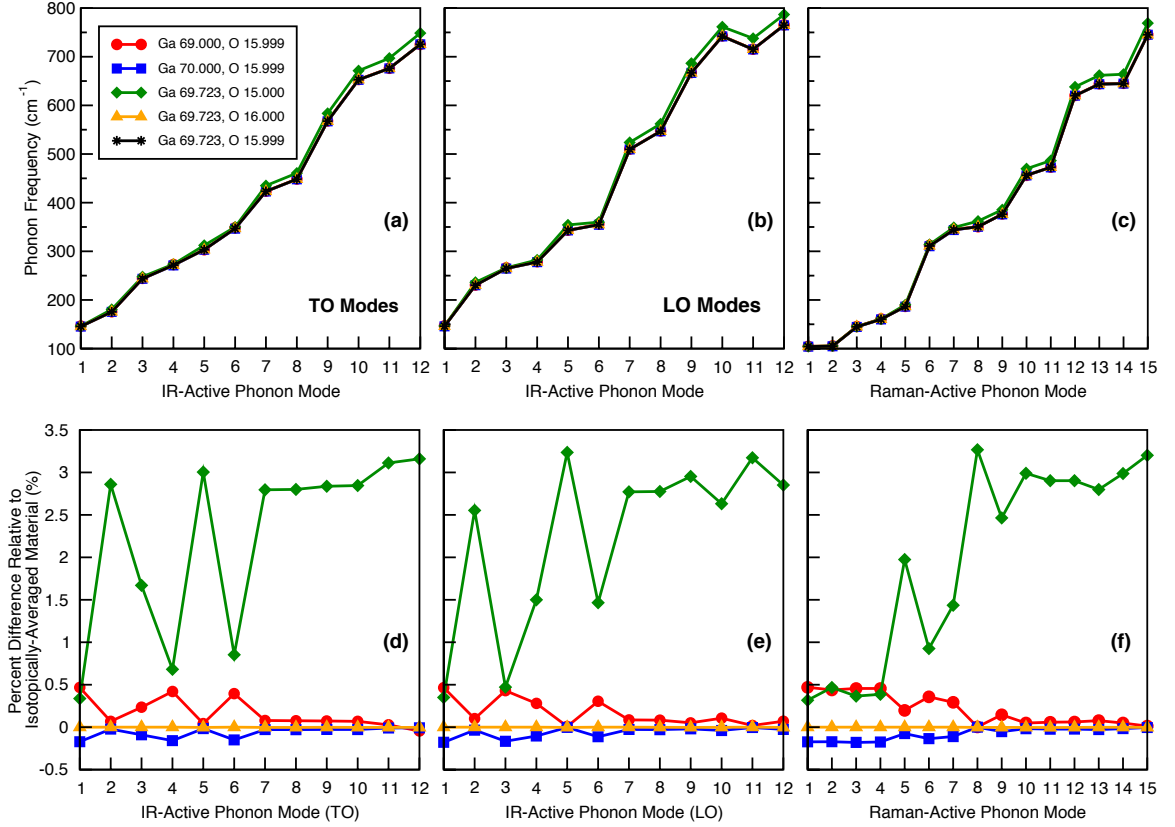 800
700
600
500
400
300
200
100
Phonon Frequency (cm⁻¹)
Ga 69.000, O 15.999
Ga 70.000, O 15.999
Ga 69.723, O 15.000
Ga 69.723, O 16.000
Ga 69.723, O 15.999
(a)
TO Modes
1 2 3 4 5 6 7 8 9 10 11 12
IR-Active Phonon Mode
(b)
LO Modes
1 2 3 4 5 6 7 8 9 10 11 12
IR-Active Phonon Mode
(c)
1 2 3 4 5 6 7 8 9 10 11 12 13 14 15
Raman-Active Phonon Mode
3.5
3
2.5
2
1.5
1
0.5
0
-0.5
Percent Difference Relative to
Isotopically-Averaged Material (%)
(d)
1 2 3 4 5 6 7 8 9 10 11 12
IR-Active Phonon Mode (TO)
(e)
1 2 3 4 5 6 7 8 9 10 11 12
IR-Active Phonon Mode (LO)
(f)
1 2 3 4 5 6 7 8 9 10 11 12 13 14 15
Raman-Active Phonon Mode